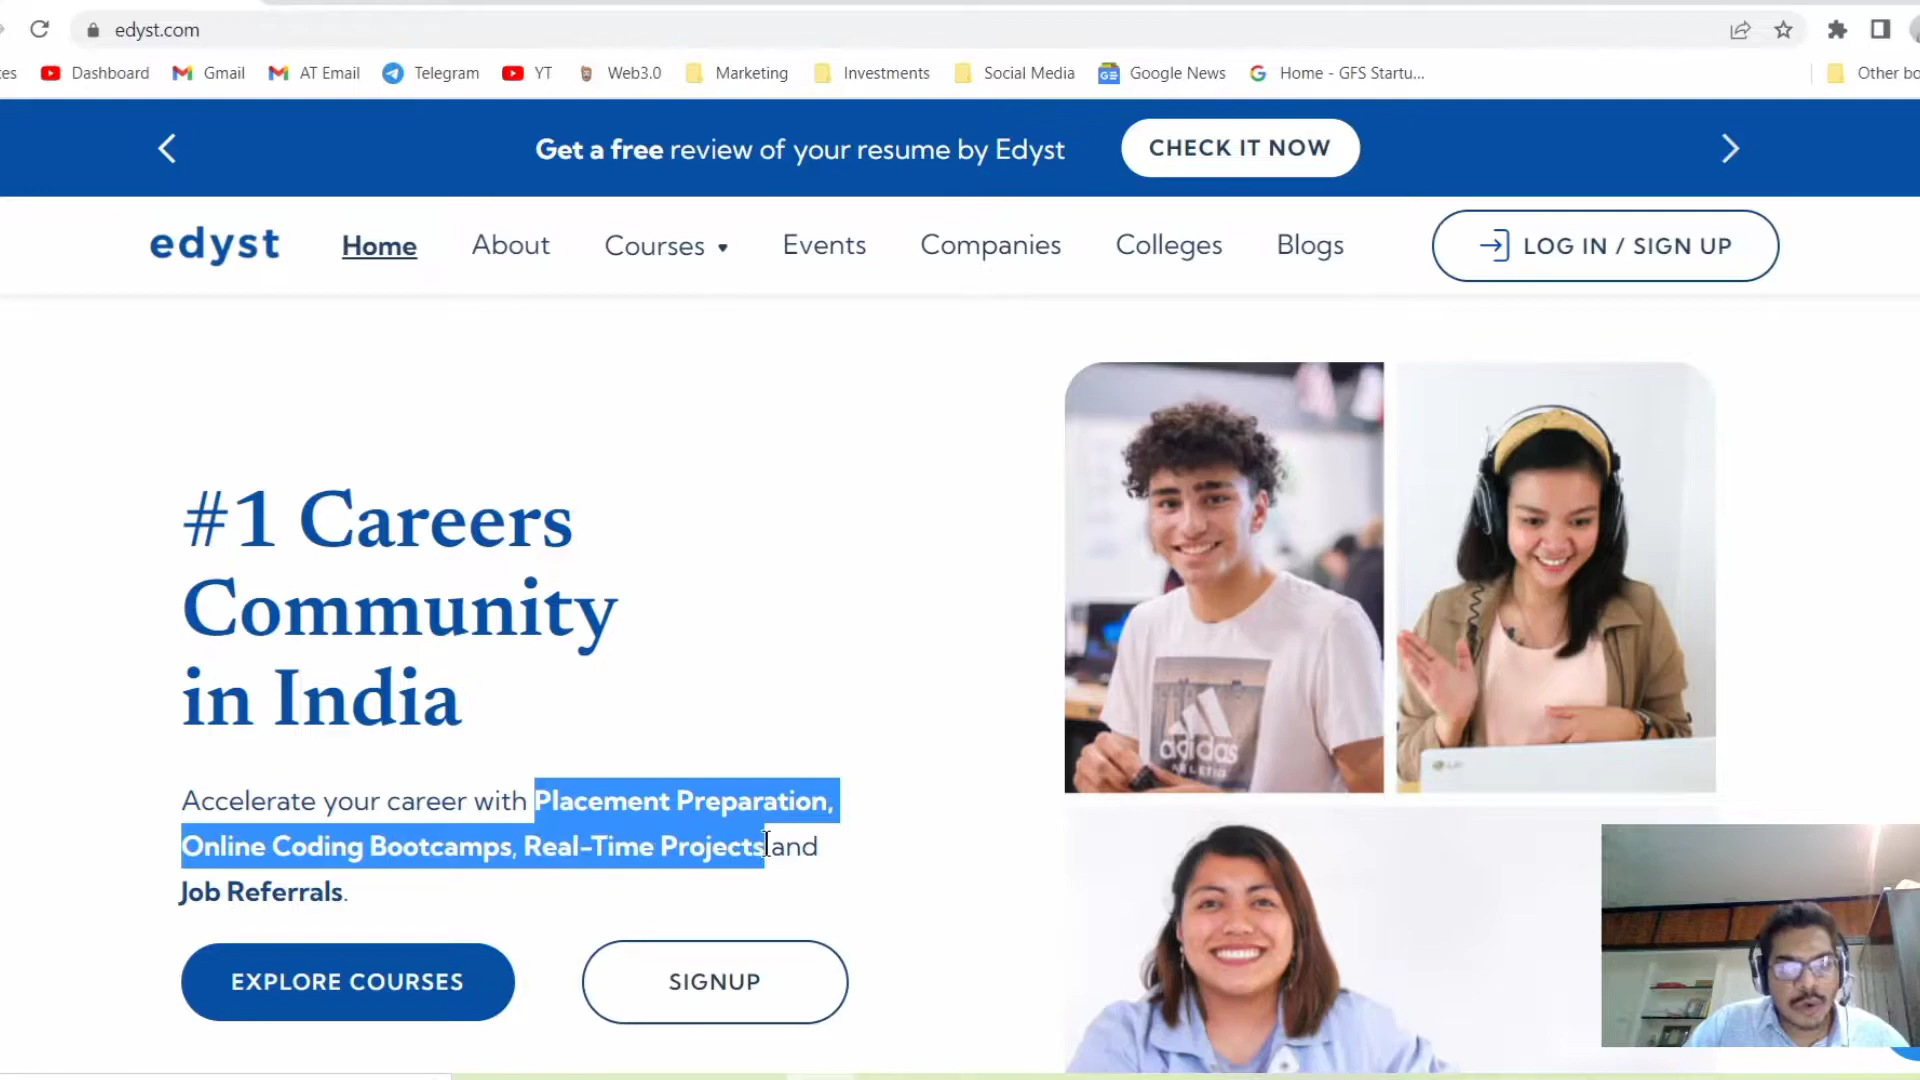 edyst.com
Dashboard Gmail AT Email Telegram YT Web3.0 Marketing Investments Social Media Google News Home - GFS Startu...
Get a free review of your resume by Edyst CHECK IT NOW
edyst Home About Courses Events Companies Colleges Blogs LOG IN / SIGN UP
#1 Careers
Community
in India
Accelerate your career with Placement Preparation,
Online Coding Bootcamps, Real-Time Projects and
Job Referrals.
EXPLORE COURSES SIGNUP
adidas
LG